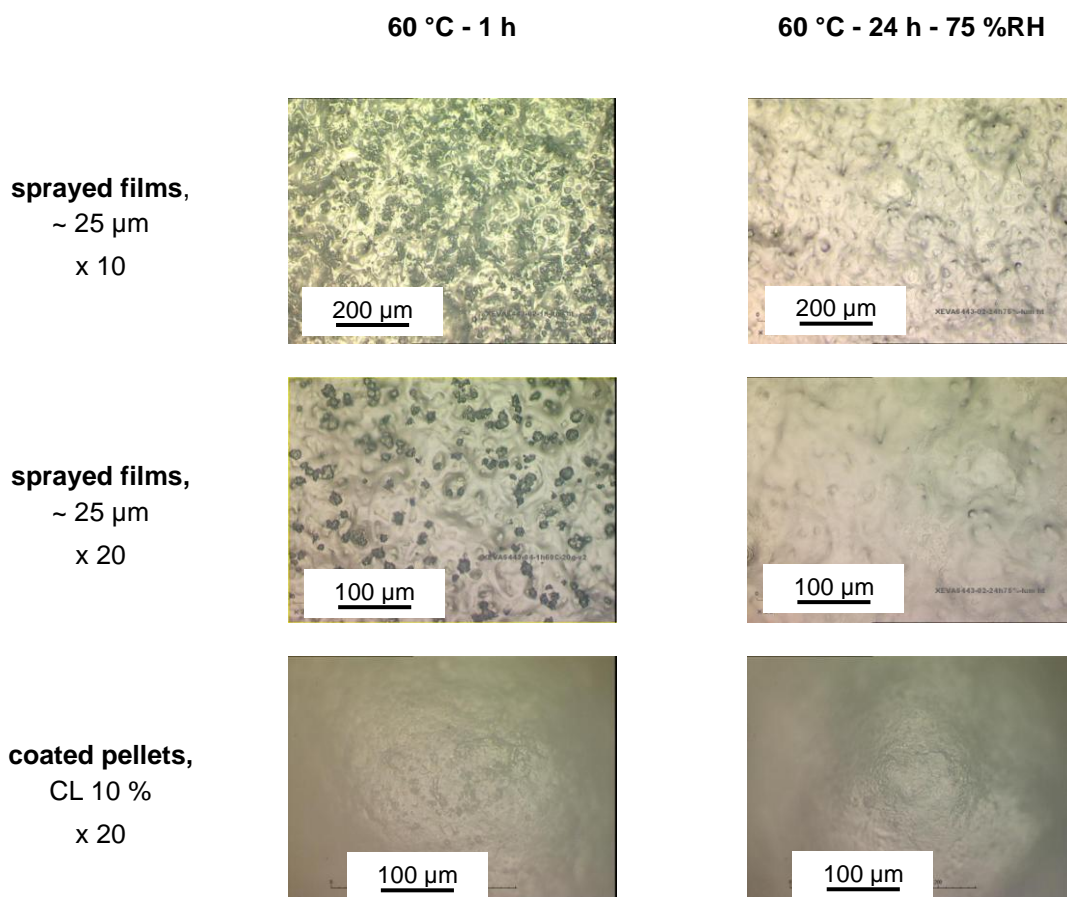 60 °C - 1 h
60 °C - 24 h - 75 %RH
sprayed films,
~ 25 µm
x 10
200 µm
200 µm
sprayed films,
~ 25 µm
x 20
100 µm
100 µm
coated pellets,
CL 10 %
x 20
100 µm
100 µm